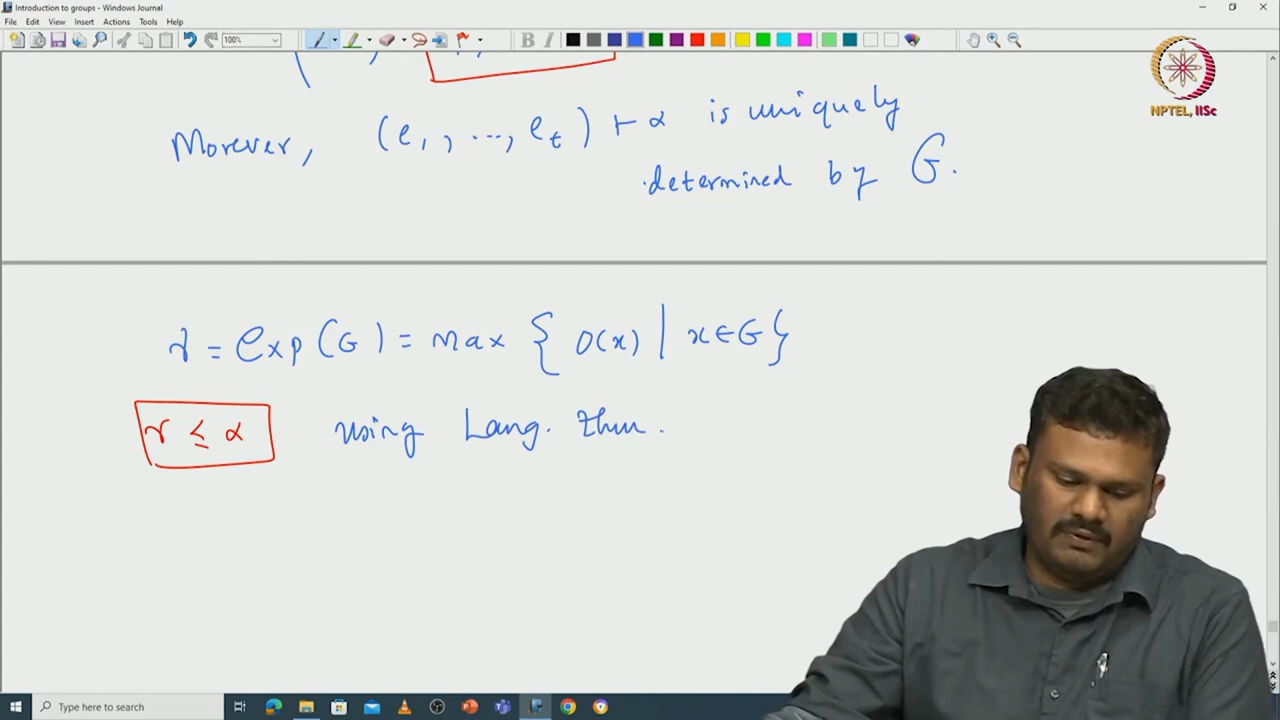 Introduction to groups - Windows Journal
File Edit View Insert Actions Tools Help
100%
B I
NPTEL, IISc
Morever, (e1, ..., et) ⊢ α is uniquely
determined by G.
r = exp(G) = max { o(x) | x ∈ G }
r ≤ α using Lang. thm.
Type here to search